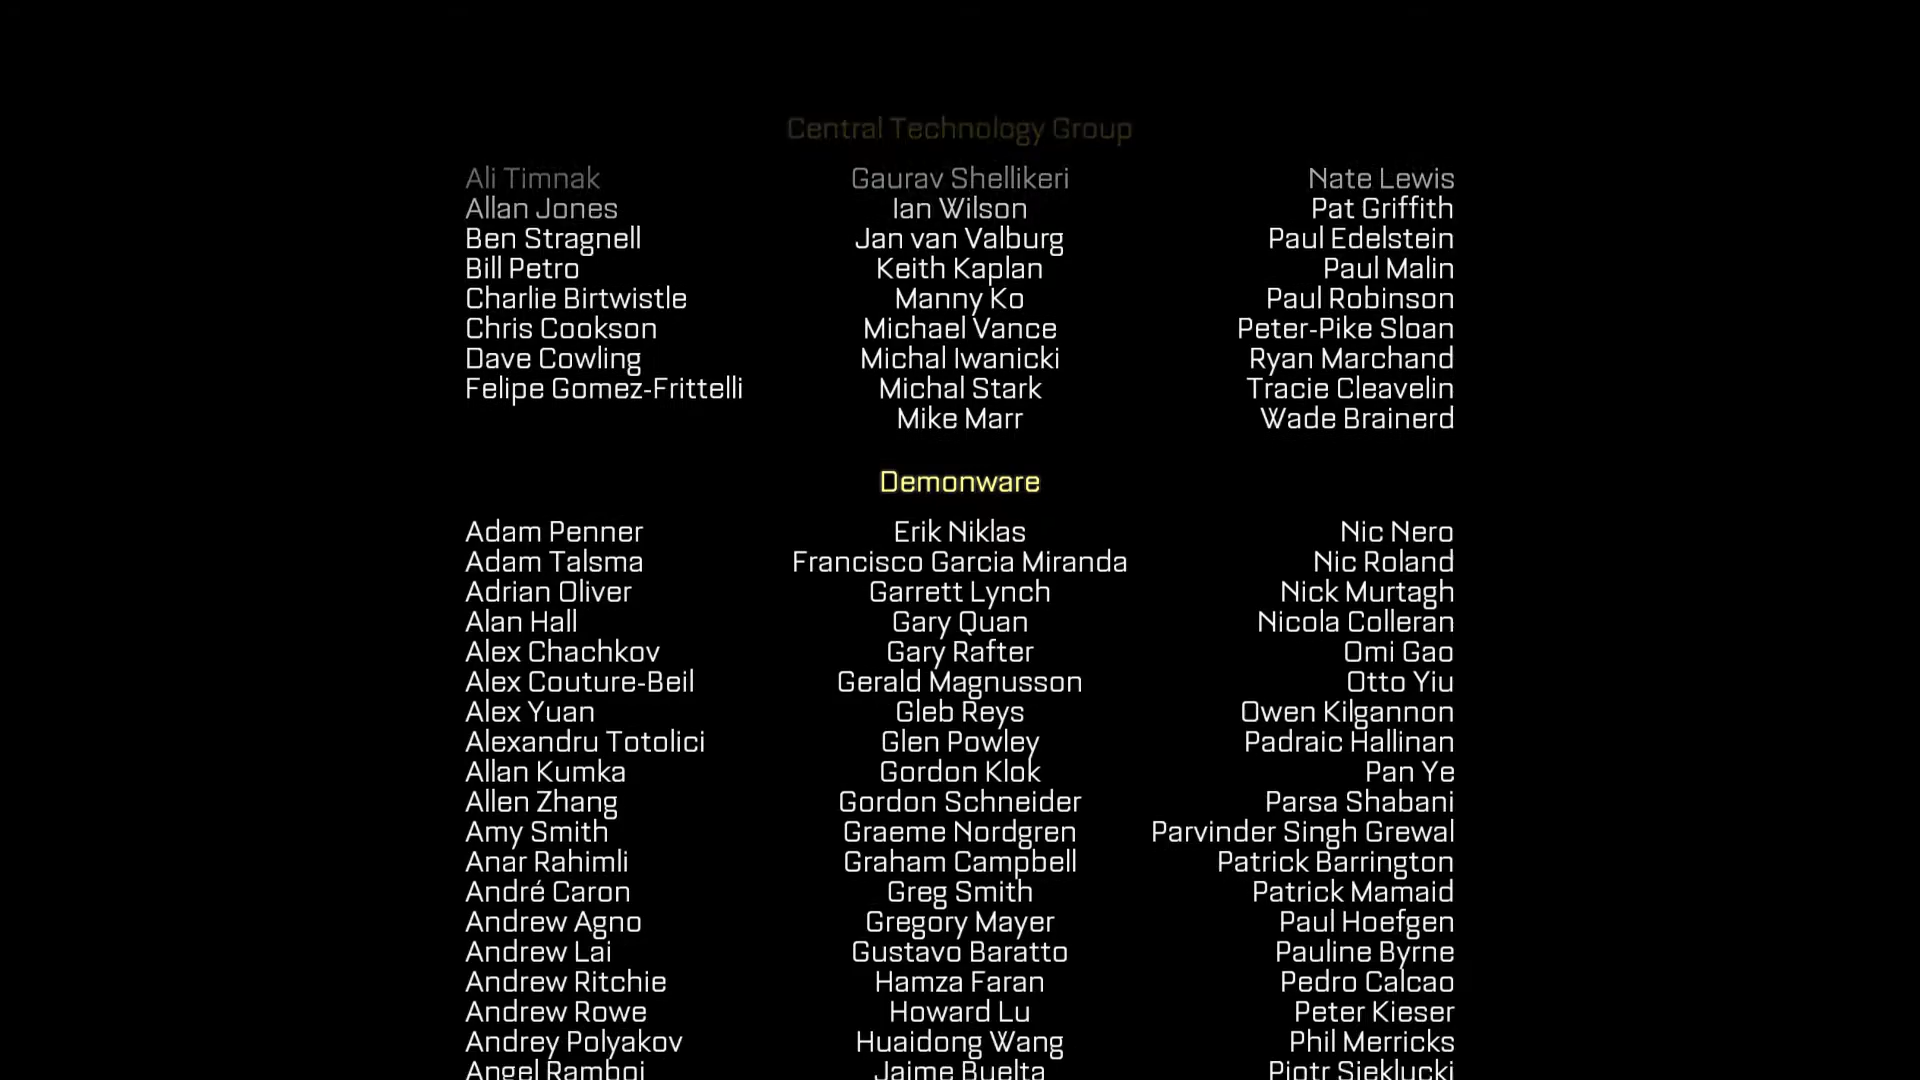 Central Technology Group
Ali Timnak Gaurav Shellikeri Nate Lewis
Allan Jones Ian Wilson Pat Griffith
Ben Stragnell Jan van Valburg Paul Edelstein
Bill Petro Keith Kaplan Paul Malin
Charlie Birtwistle Manny Ko Paul Robinson
Chris Cookson Michael Vance Peter-Pike Sloan
Dave Cowling Michal Iwanicki Ryan Marchand
Felipe Gomez-Frittelli Michal Stark Tracie Cleavelin
Mike Marr Wade Brainerd
Demonware
Adam Penner Erik Niklas Nic Nero
Adam Talsma Francisco Garcia Miranda Nic Roland
Adrian Oliver Garrett Lynch Nick Murtagh
Alan Hall Gary Quan Nicola Colleran
Alex Chachkov Gary Rafter Omi Gao
Alex Couture-Beil Gerald Magnusson Otto Yiu
Alex Yuan Gleb Reys Owen Kilgannon
Alexandru Totolici Glen Powley Padraic Hallinan
Allan Kumka Gordon Klok Pan Ye
Allen Zhang Gordon Schneider Parsa Shabani
Amy Smith Graeme Nordgren Parvinder Singh Grewal
Anar Rahimli Graham Campbell Patrick Barrington
André Caron Greg Smith Patrick Mamaid
Andrew Agno Gregory Mayer Paul Hoefgen
Andrew Lai Gustavo Baratto Pauline Byrne
Andrew Ritchie Hamza Faran Pedro Calcao
Andrew Rowe Howard Lu Peter Kieser
Andrey Polyakov Huaidong Wang Phil Merricks
Angel Ramboi Jaime Buelta Piotr Sieklucki